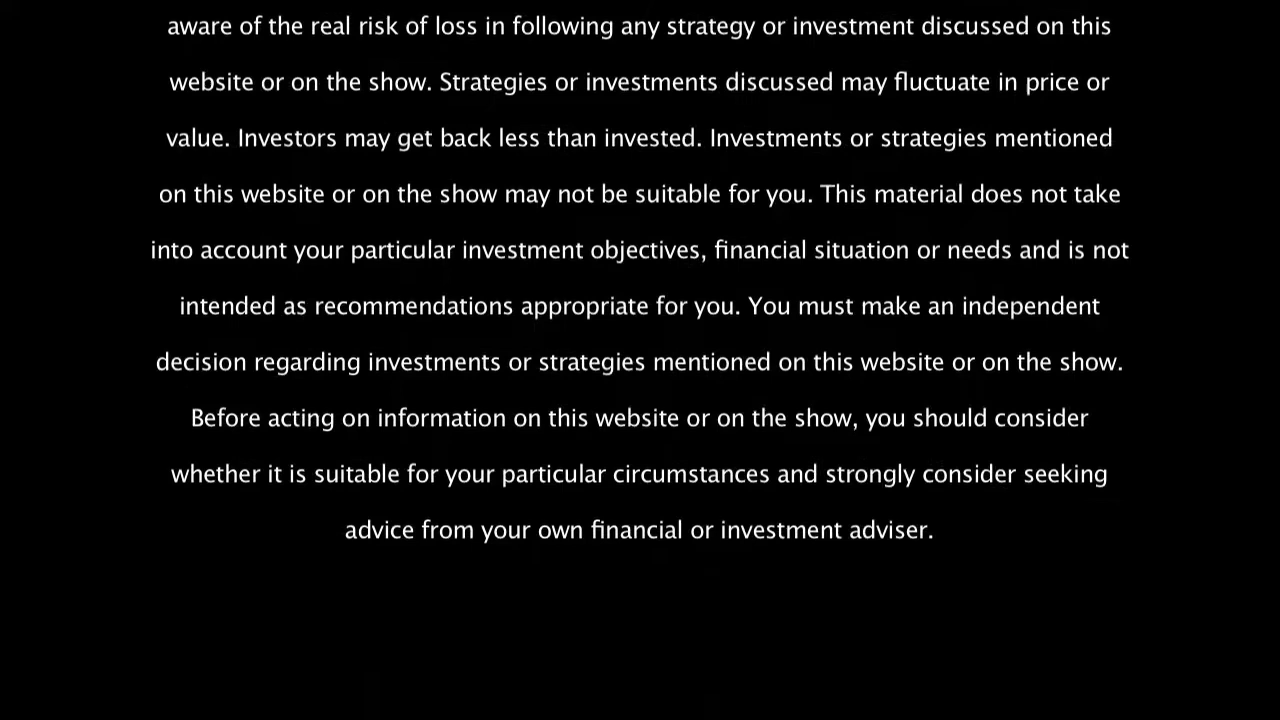 aware of the real risk of loss in following any strategy or investment discussed on this
website or on the show. Strategies or investments discussed may fluctuate in price or
value. Investors may get back less than invested. Investments or strategies mentioned
on this website or on the show may not be suitable for you. This material does not take
into account your particular investment objectives, financial situation or needs and is not
intended as recommendations appropriate for you. You must make an independent
decision regarding investments or strategies mentioned on this website or on the show.
Before acting on information on this website or on the show, you should consider
whether it is suitable for your particular circumstances and strongly consider seeking
advice from your own financial or investment adviser.